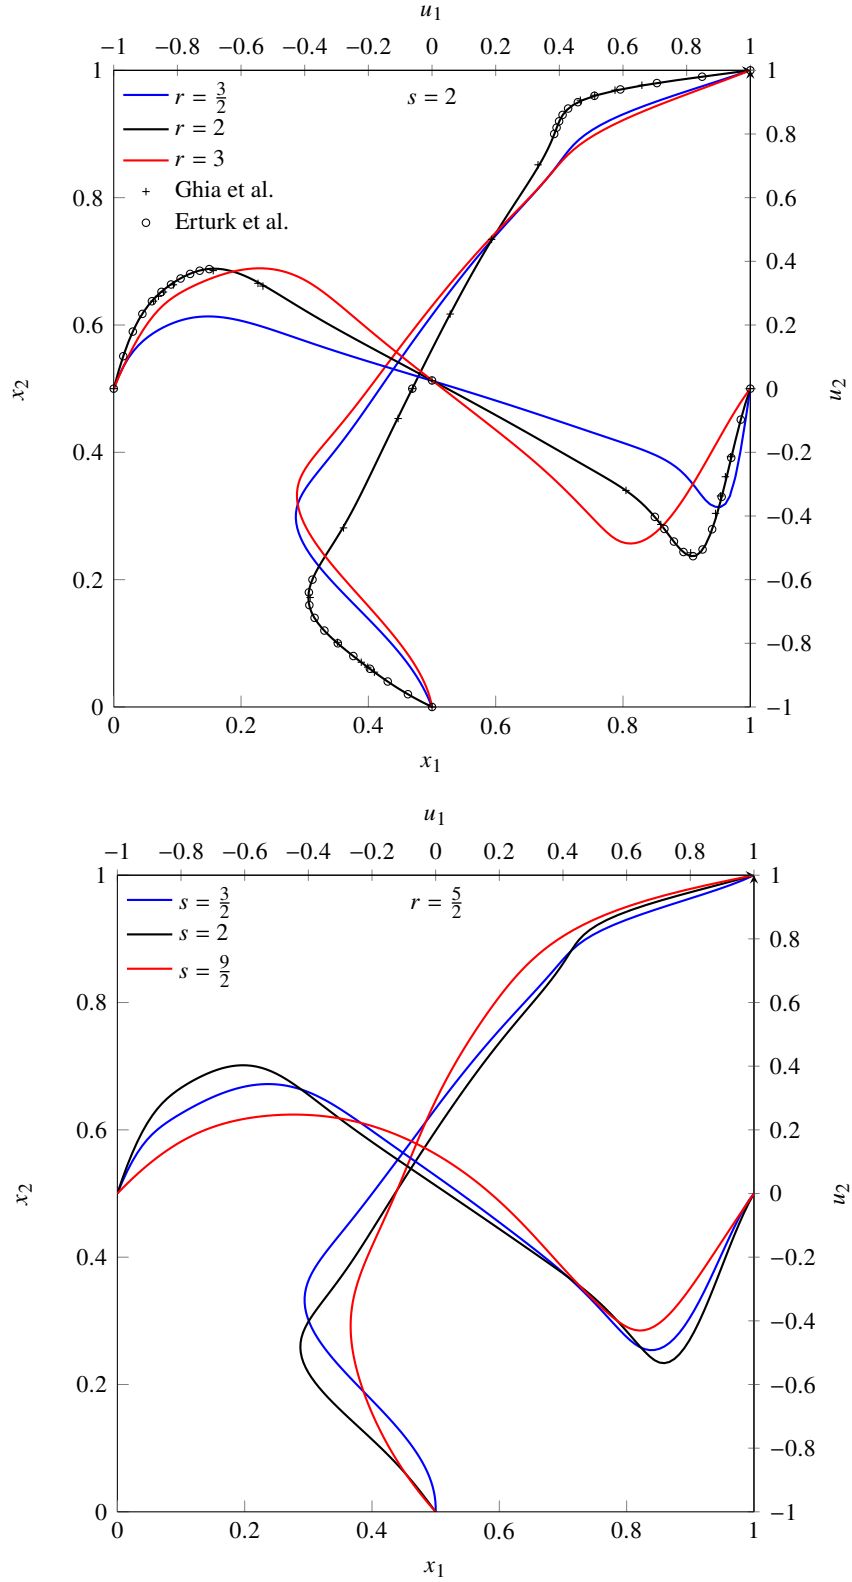 u₁
−1 −0.8 −0.6 −0.4 −0.2 0 0.2 0.4 0.6 0.8 1
r = 3/2
s = 2
r = 2
r = 3
Ghia et al.
Erturk et al.
1
0.8
0.6
0.4
0.2
0
x₂
1
0.8
0.6
0.4
0.2
0
−0.2
−0.4
−0.6
−0.8
−1
u₂
0 0.2 0.4 0.6 0.8 1
x₁
u₁
−1 −0.8 −0.6 −0.4 −0.2 0 0.2 0.4 0.6 0.8 1
s = 3/2
r = 5/2
s = 2
s = 9/2
1
0.8
0.6
0.4
0.2
0
x₂
1
0.8
0.6
0.4
0.2
0
−0.2
−0.4
−0.6
−0.8
−1
u₂
0 0.2 0.4 0.6 0.8 1
x₁